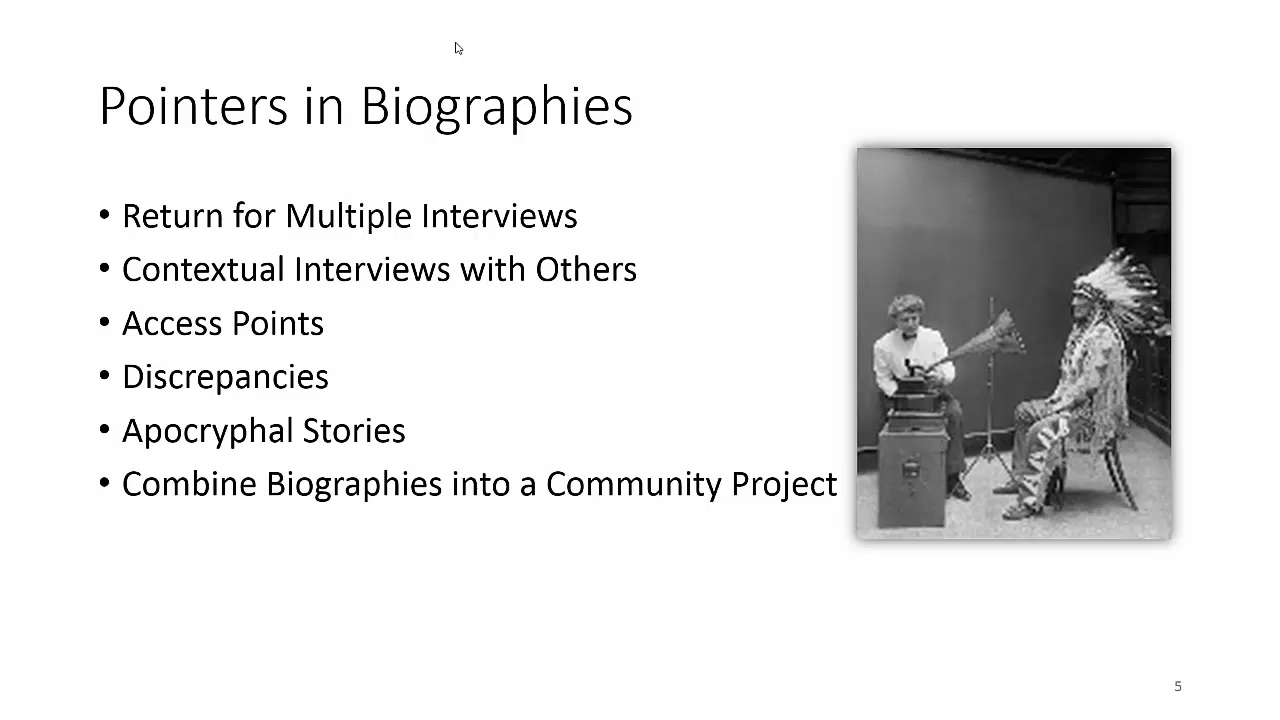 Pointers in Biographies
• Return for Multiple Interviews
• Contextual Interviews with Others
• Access Points
• Discrepancies
• Apocryphal Stories
• Combine Biographies into a Community Project
5